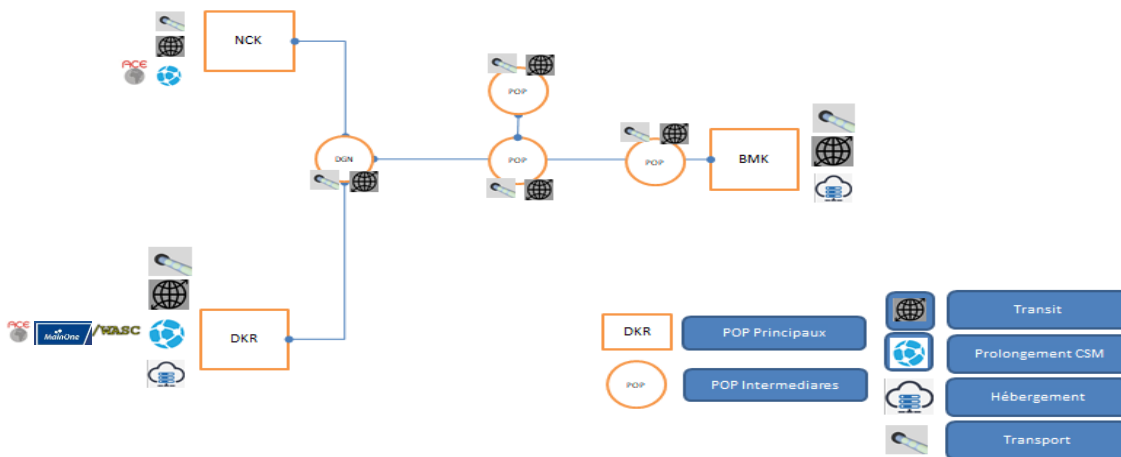 NCK
ACE
POP
DGN
POP
POP
BMK
ACE
MainOne
/WASC
DKR
DKR
POP Principaux
POP
POP Intermediares
Transit
Prolongement CSM
Hébergement
Transport